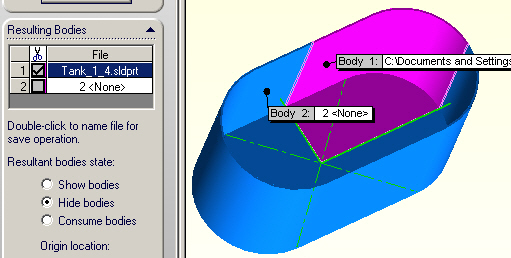 Resulting Bodies
File
1 Tank_1_4.sldprt
2 2 <None>
Double-click to name file for
save operation.
Resultant bodies state:
Show bodies
Hide bodies
Consume bodies
Origin location:
Body 1: C:\Documents and Settings
Body 2: 2 <None>